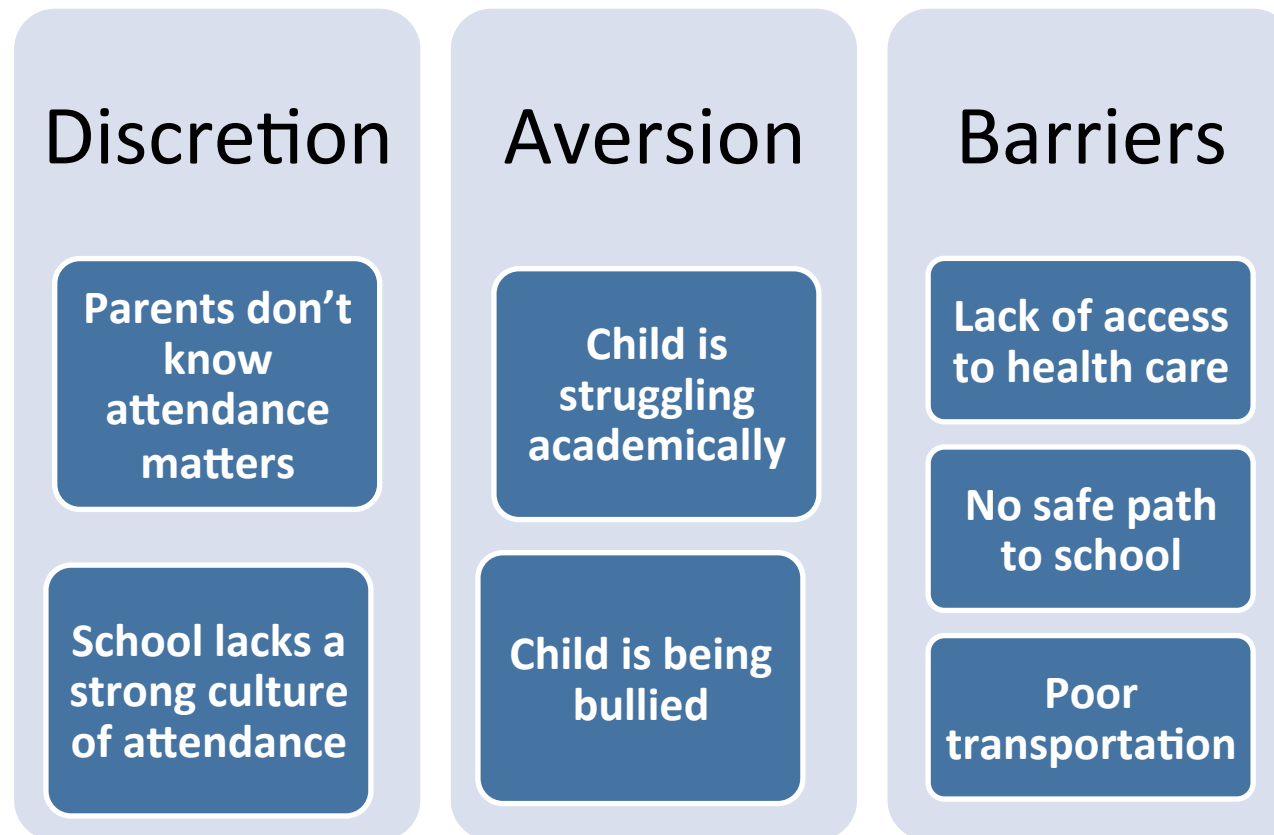 Discretion
Parents don’t
know
attendance
matters
School lacks a
strong culture
of attendance
Aversion
Child is
struggling
academically
Child is being
bullied
Barriers
Lack of access
to health care
No safe path
to school
Poor
transportation